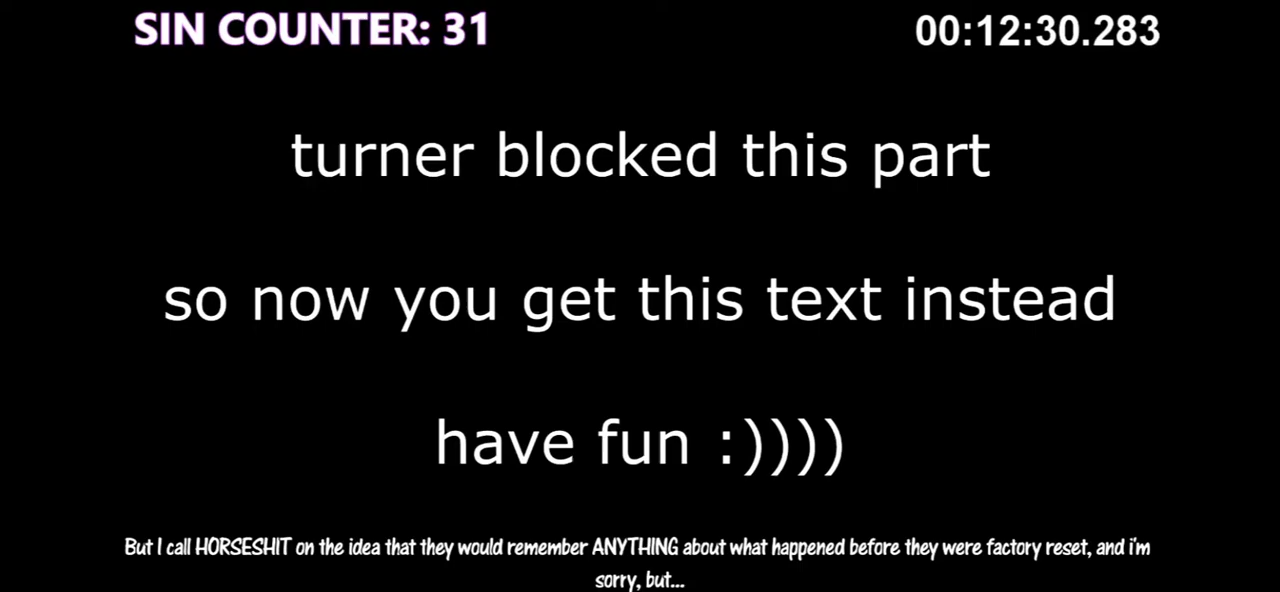 SIN COUNTER: 31
00:12:30.283
turner blocked this part
so now you get this text instead
have fun :))))
But I call HORSESHIT on the idea that they would remember ANYTHING about what happened before they were factory reset, and i'm
sorry, but...